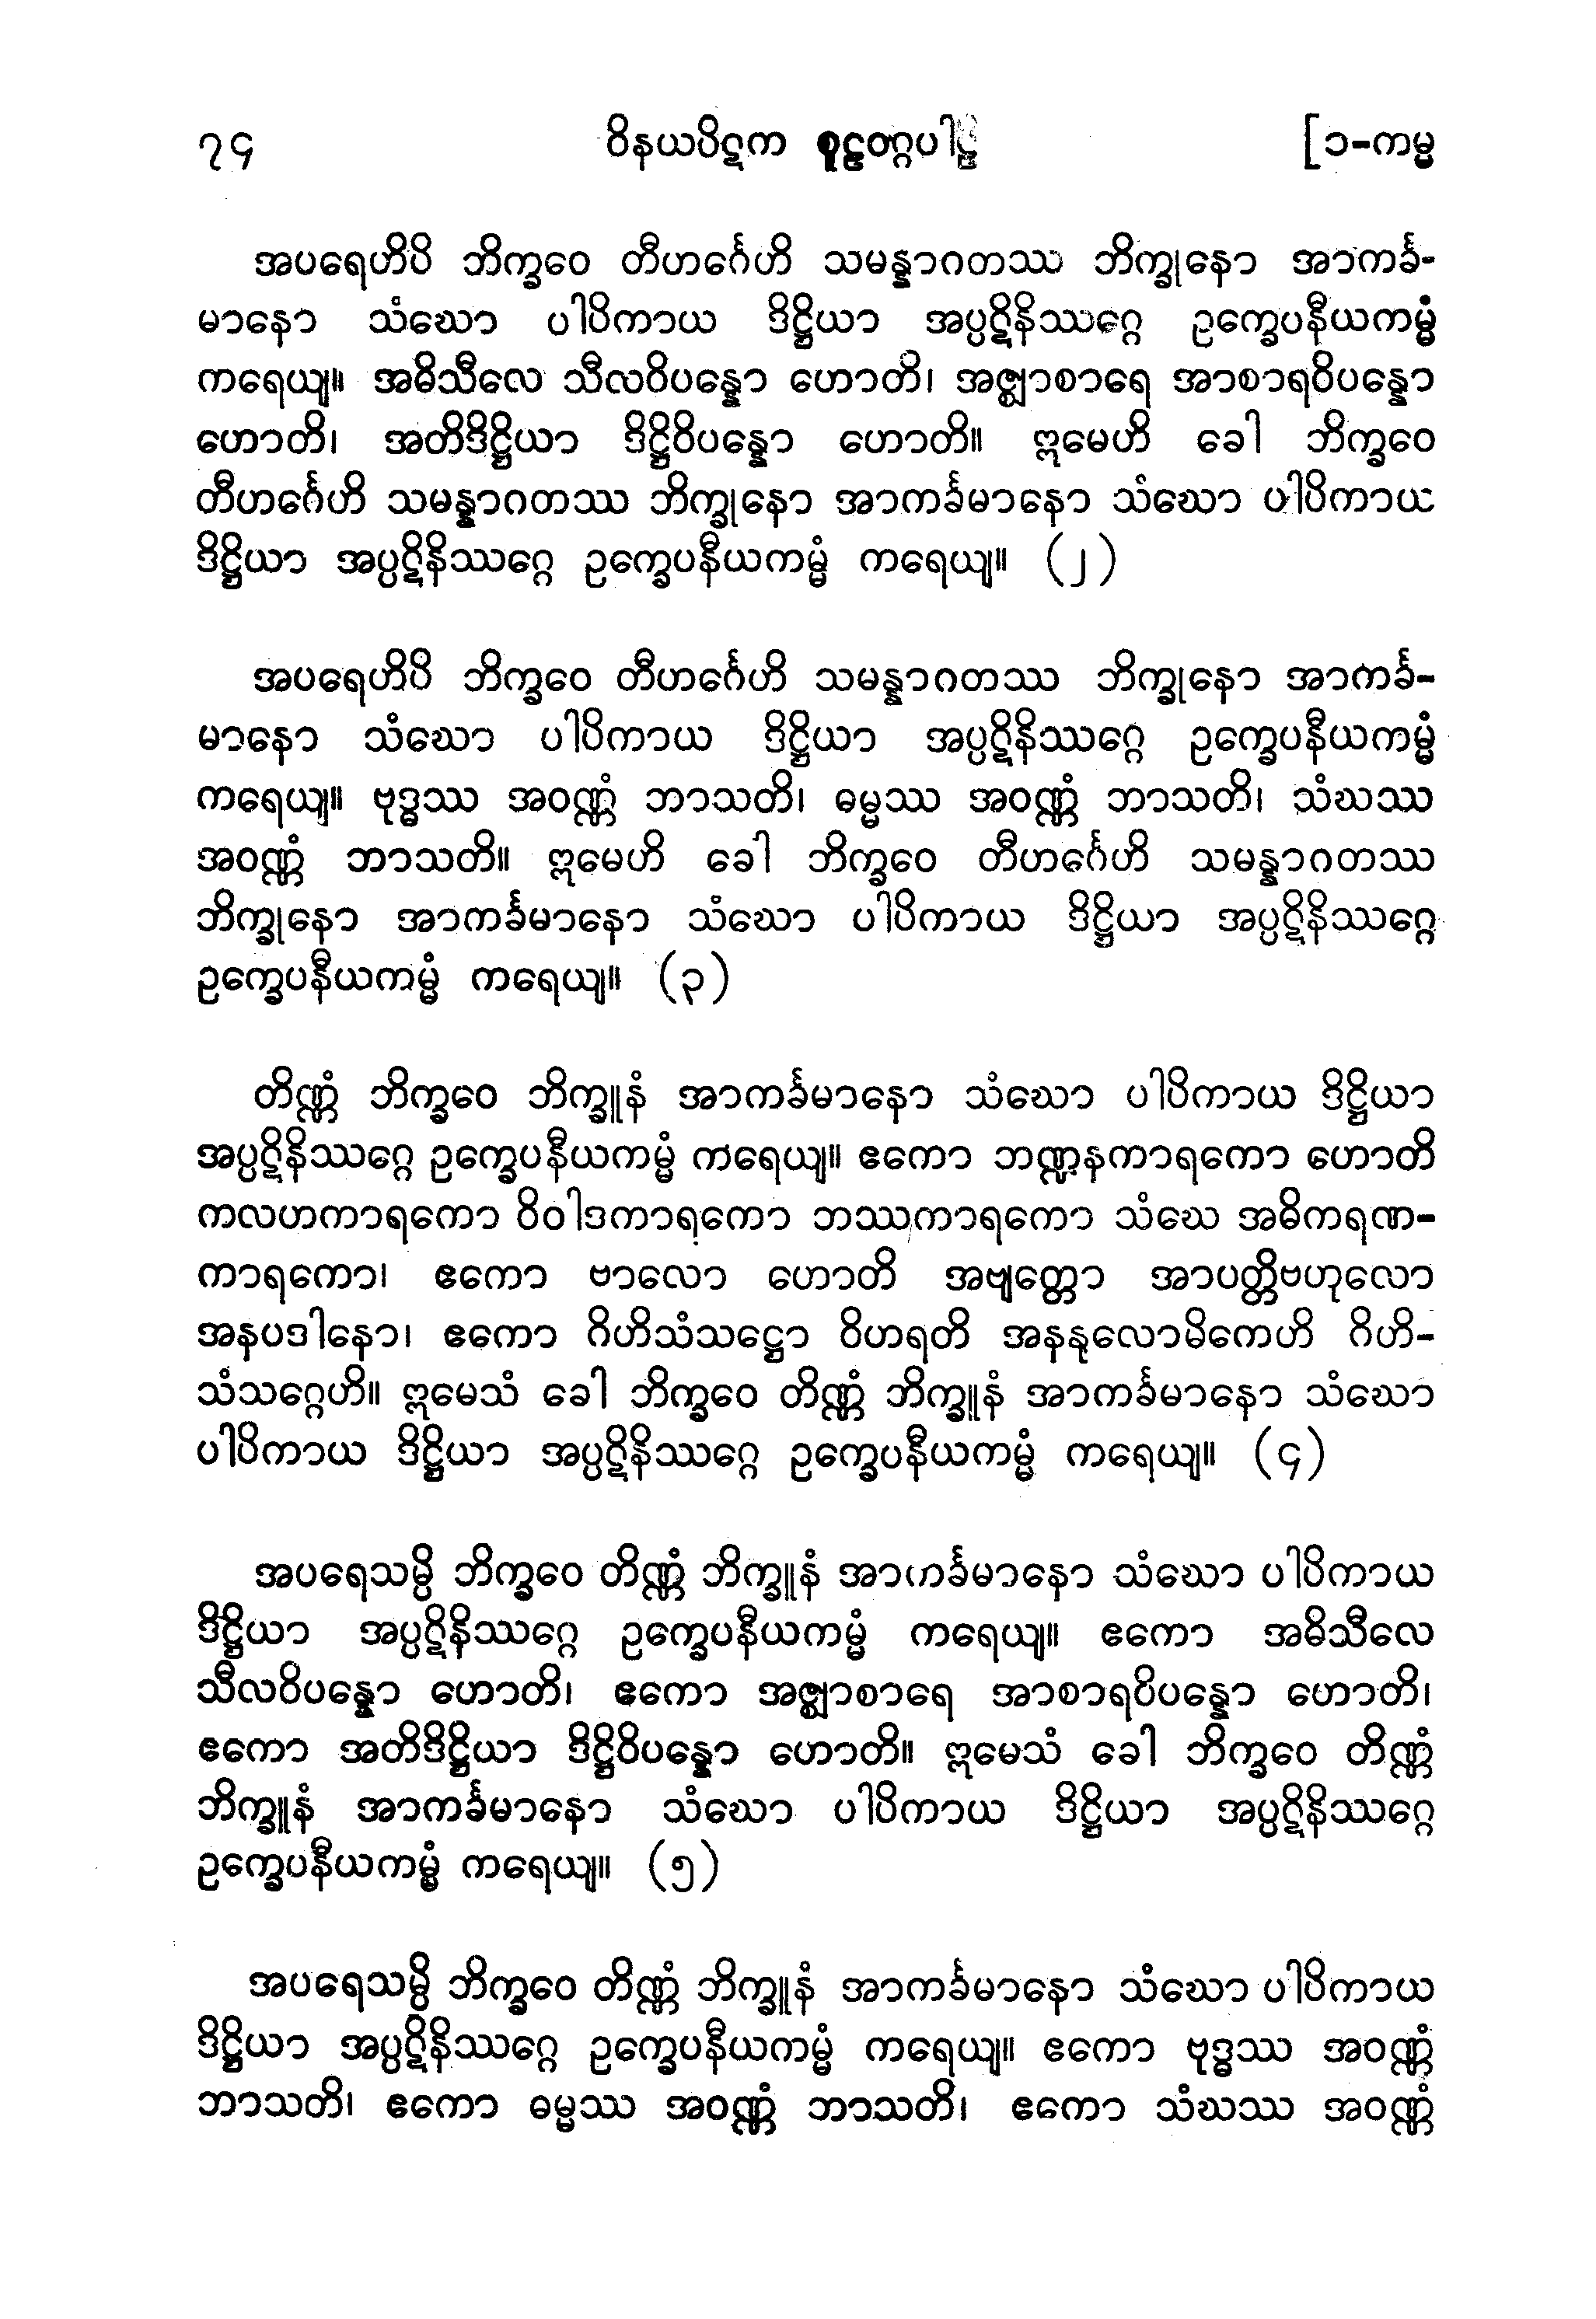 ၇၄ ဝိနယပိဋက စူဠဝဂ္ဂပါဠိ [၁-ကမ္မ
အပရေဟိပိ ဘိက္ခဝေ တီဟင်္ဂေဟိ သမန္နာဂတဿ ဘိက္ခုနော အာကင်္ခ-
မာနော သံဃော ပါပိကာယ ဒိဋ္ဌိယာ အပ္ပဋိနိဿဂ္ဂေ ဥက္ခေပနီယကမ္မံ
ကရေယျ။ အဓိသီလေ သီလဝိပန္နော ဟောတိ၊ အဇ္ဈာစာရေ အာစာရဝိပန္နော
ဟောတိ၊ အတိဒိဋ္ဌိယာ ဒိဋ္ဌိဝိပန္နော ဟောတိ။ ဣမေဟိ ခေါ ဘိက္ခဝေ
တီဟင်္ဂေဟိ သမန္နာဂတဿ ဘိက္ခုနော အာကင်္ခမာနော သံဃော ပါပိကာယ
ဒိဋ္ဌိယာ အပ္ပဋိနိဿဂ္ဂေ ဥက္ခေပနီယကမ္မံ ကရေယျ။ (၂)
အပရေဟိပိ ဘိက္ခဝေ တီဟင်္ဂေဟိ သမန္နာဂတဿ ဘိက္ခုနော အာကင်္ခ-
မာနော သံဃော ပါပိကာယ ဒိဋ္ဌိယာ အပ္ပဋိနိဿဂ္ဂေ ဥက္ခေပနီယကမ္မံ
ကရေယျ။ ဗုဒ္ဓဿ အဝဏ္ဏံ ဘာသတိ၊ ဓမ္မဿ အဝဏ္ဏံ ဘာသတိ၊ သံဃဿ
အဝဏ္ဏံ ဘာသတိ။ ဣမေဟိ ခေါ ဘိက္ခဝေ တီဟင်္ဂေဟိ သမန္နာဂတဿ
ဘိက္ခုနော အာကင်္ခမာနော သံဃော ပါပိကာယ ဒိဋ္ဌိယာ အပ္ပဋိနိဿဂ္ဂေ
ဥက္ခေပနီယကမ္မံ ကရေယျ။ (၃)
တိဏ္ဏံ ဘိက္ခဝေ ဘိက္ခူနံ အာကင်္ခမာနော သံဃော ပါပိကာယ ဒိဋ္ဌိယာ
အပ္ပဋိနိဿဂ္ဂေ ဥက္ခေပနီယကမ္မံ ကရေယျ။ ဧကော ဘဏ္ဍနကာရကော ဟောတိ
ကလဟကာရကော ဝိဝါဒကာရကော ဘဿကာရကော သံဃေ အဓိကရဏ-
ကာရကော၊ ဧကော ဗာလော ဟောတိ အဗျတ္တော အာပတ္တိဗဟုလော
အနပဒါနော၊ ဧကော ဂိဟိသံသဋ္ဌော ဝိဟရတိ အနနုလောမိကေဟိ ဂိဟိ-
သံသဂ္ဂေဟိ။ ဣမေသံ ခေါ ဘိက္ခဝေ တိဏ္ဏံ ဘိက္ခူနံ အာကင်္ခမာနော သံဃော
ပါပိကာယ ဒိဋ္ဌိယာ အပ္ပဋိနိဿဂ္ဂေ ဥက္ခေပနီယကမ္မံ ကရေယျ။ (၄)
အပရေသမ္ပိ ဘိက္ခဝေ တိဏ္ဏံ ဘိက္ခူနံ အာကင်္ခမာနော သံဃော ပါပိကာယ
ဒိဋ္ဌိယာ အပ္ပဋိနိဿဂ္ဂေ ဥက္ခေပနီယကမ္မံ ကရေယျ။ ဧကော အဓိသီလေ
သီလဝိပန္နော ဟောတိ၊ ဧကော အဇ္ဈာစာရေ အာစာရဝိပန္နော ဟောတိ၊
ဧကော အတိဒိဋ္ဌိယာ ဒိဋ္ဌိဝိပန္နော ဟောတိ။ ဣမေသံ ခေါ ဘိက္ခဝေ တိဏ္ဏံ
ဘိက္ခူနံ အာကင်္ခမာနော သံဃော ပါပိကာယ ဒိဋ္ဌိယာ အပ္ပဋိနိဿဂ္ဂေ
ဥက္ခေပနီယကမ္မံ ကရေယျ။ (၅)
အပရေသမ္ပိ ဘိက္ခဝေ တိဏ္ဏံ ဘိက္ခူနံ အာကင်္ခမာနော သံဃော ပါပိကာယ
ဒိဋ္ဌိယာ အပ္ပဋိနိဿဂ္ဂေ ဥက္ခေပနီယကမ္မံ ကရေယျ။ ဧကော ဗုဒ္ဓဿ အဝဏ္ဏံ
ဘာသတိ၊ ဧကော ဓမ္မဿ အဝဏ္ဏံ ဘာသတိ၊ ဧကော သံဃဿ အဝဏ္ဏံ